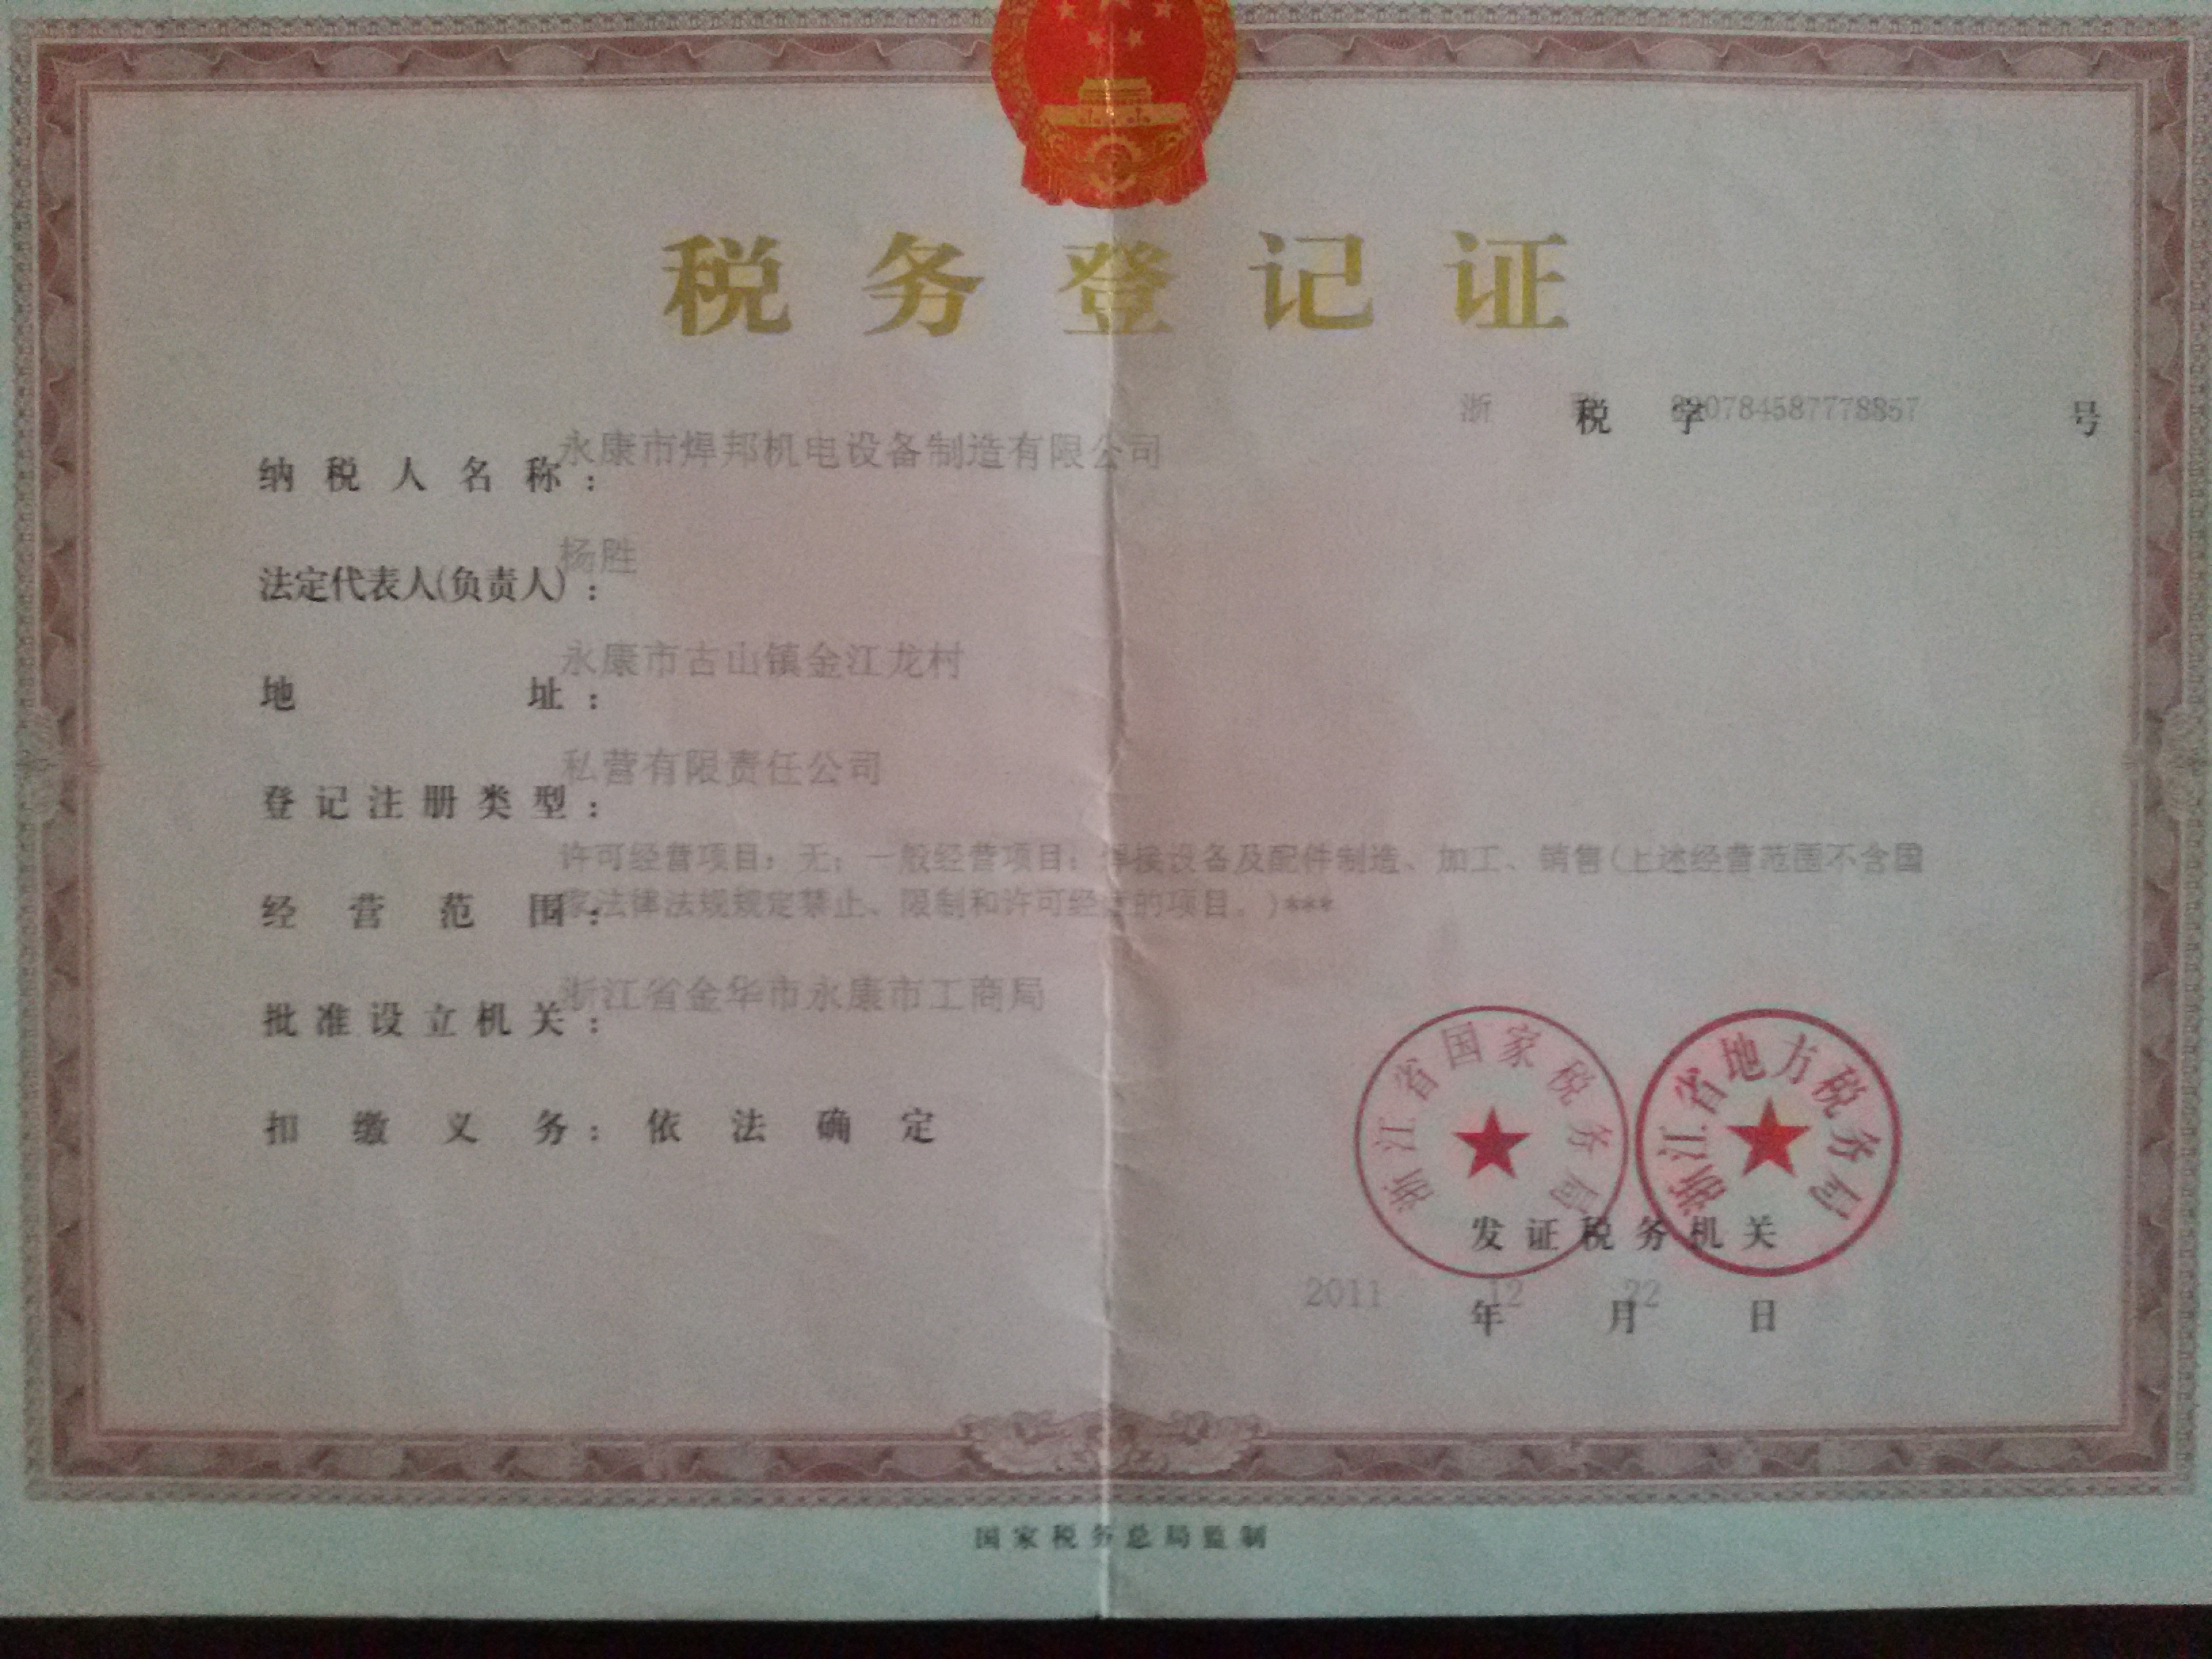 税务登记证
浙 税 税字 330784587778857 号
纳税人名称：永康市焊邦机电设备制造有限公司
法定代表人(负责人)：杨胜
地址：永康市古山镇金江龙村
登记注册类型：私营有限责任公司
经营范围：许可经营项目：无；一般经营项目：焊接设备及配件制造、加工、销售(上述经营范围不含国
家法律法规规定禁止、限制和许可经营的项目。)***
批准设立机关：浙江省金华市永康市工商局
扣缴义务：依法确定
浙江省国家税务局
浙江省地方税务局
发证税务机关
2011年12月22日
国家税务总局监制